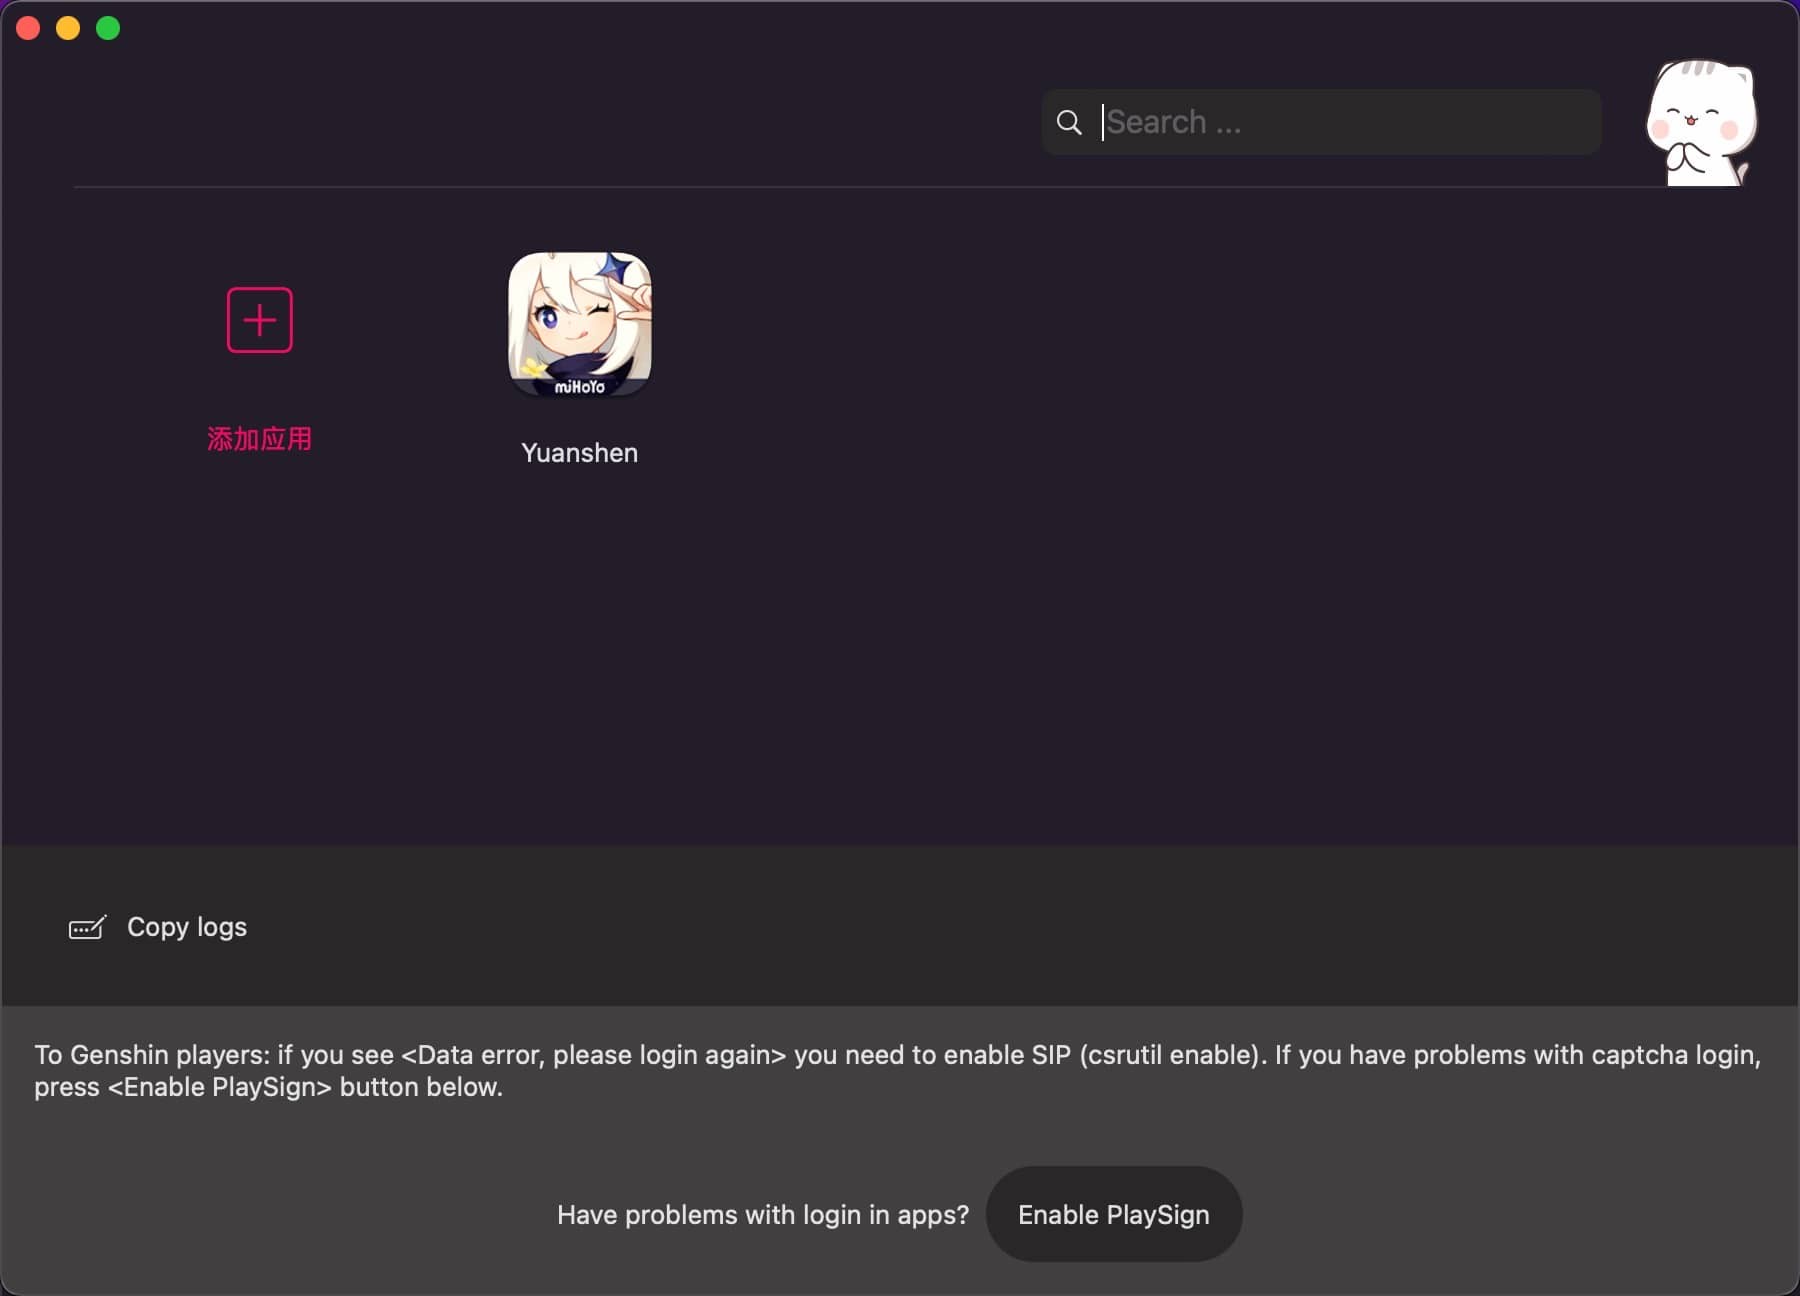 Search ...
miHoYo
添加应用
Yuanshen
Copy logs
To Genshin players: if you see <Data error, please login again> you need to enable SIP (csrutil enable). If you have problems with captcha login,
press <Enable PlaySign> button below.
Have problems with login in apps?
Enable PlaySign